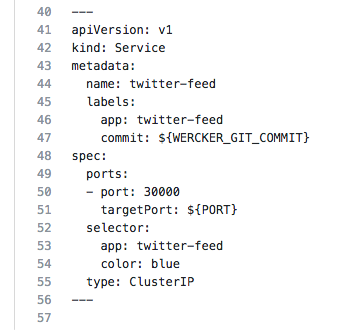 40 ---
41 apiVersion: v1
42 kind: Service
43 metadata:
44   name: twitter-feed
45   labels:
46     app: twitter-feed
47     commit: ${WERCKER_GIT_COMMIT}
48 spec:
49   ports:
50   - port: 30000
51     targetPort: ${PORT}
52   selector:
53     app: twitter-feed
54     color: blue
55   type: ClusterIP
56 ---
57